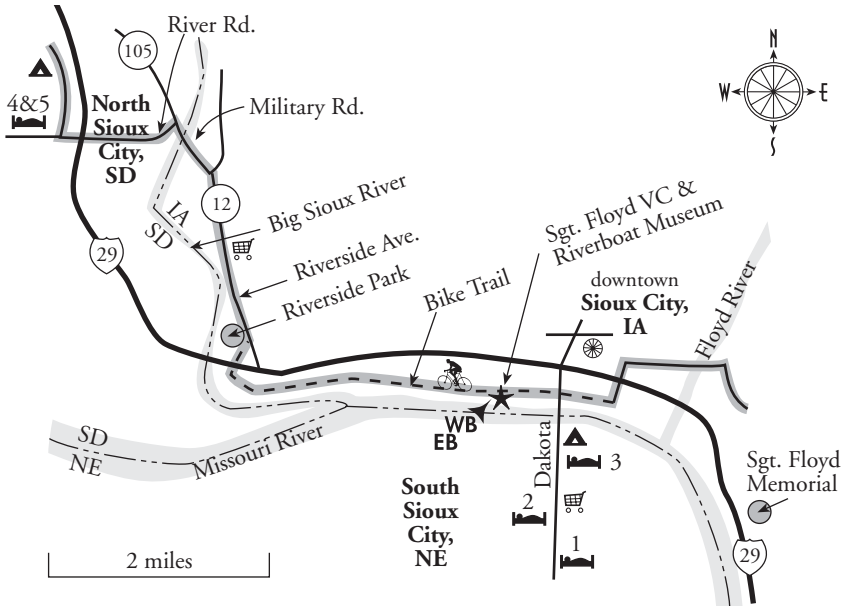 River Rd.
105
N
W
E
S
4&5
North
Sioux
City,
SD
Military Rd.
12
IA
SD
Big Sioux River
29
Riverside Ave.
Riverside Park
Bike Trail
Sgt. Floyd VC &
Riverboat Museum
downtown
Sioux City,
IA
Floyd River
SD
NE
Missouri River
WB
EB
Dakota
3
2
1
South
Sioux
City,
NE
Sgt. Floyd
Memorial
29
2 miles